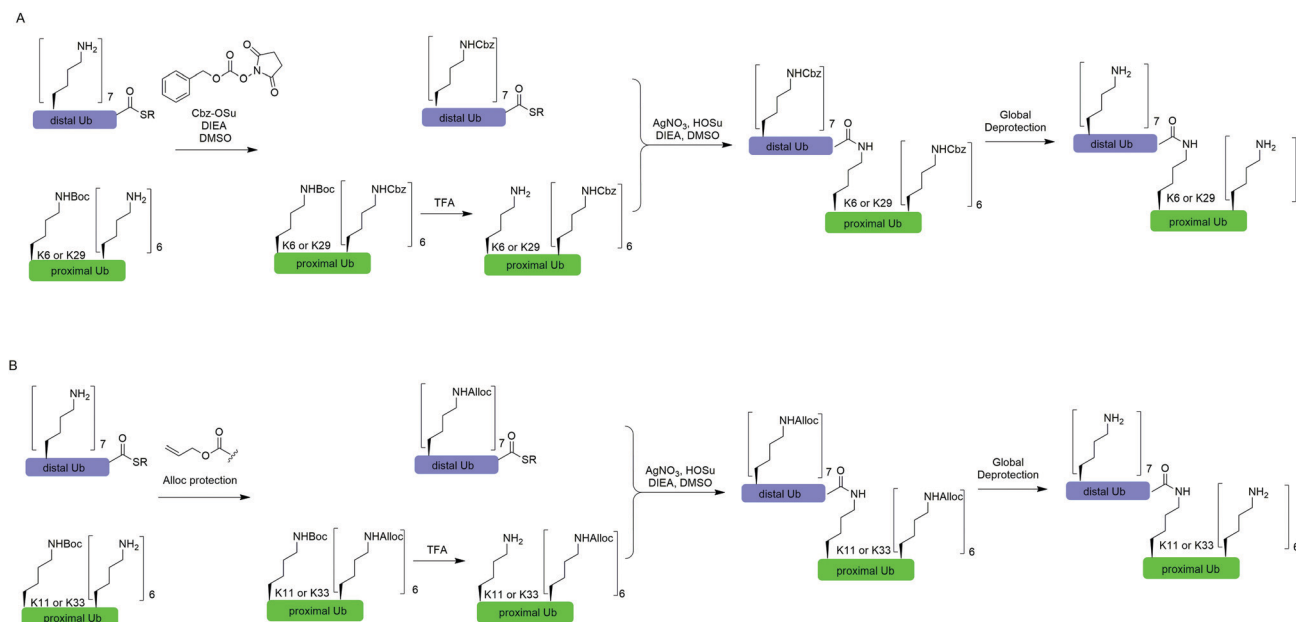 A
NH2
7
O
SR
distal Ub
O
O
O
O
N
O
Cbz-OSu
DIEA
DMSO
NHCbz
7
O
SR
distal Ub
NHBoc
NH2
6
K6 or K29
proximal Ub
NHBoc
NHCbz
6
K6 or K29
proximal Ub
TFA
NH2
NHCbz
6
K6 or K29
proximal Ub
AgNO3, HOSu
DIEA, DMSO
NHCbz
7
O
distal Ub
NH
NHCbz
6
K6 or K29
proximal Ub
Global
Deprotection
NH2
7
O
distal Ub
NH
NH2
6
K6 or K29
proximal Ub
B
NH2
7
O
SR
distal Ub
O
O
Alloc protection
NHAlloc
7
O
SR
distal Ub
NHBoc
NH2
6
K11 or K33
proximal Ub
NHBoc
NHAlloc
6
K11 or K33
proximal Ub
TFA
NH2
NHAlloc
6
K11 or K33
proximal Ub
AgNO3, HOSu
DIEA, DMSO
NHAlloc
7
O
distal Ub
NH
NHAlloc
6
K11 or K33
proximal Ub
Global
Deprotection
NH2
7
O
distal Ub
NH
NH2
6
K11 or K33
proximal Ub